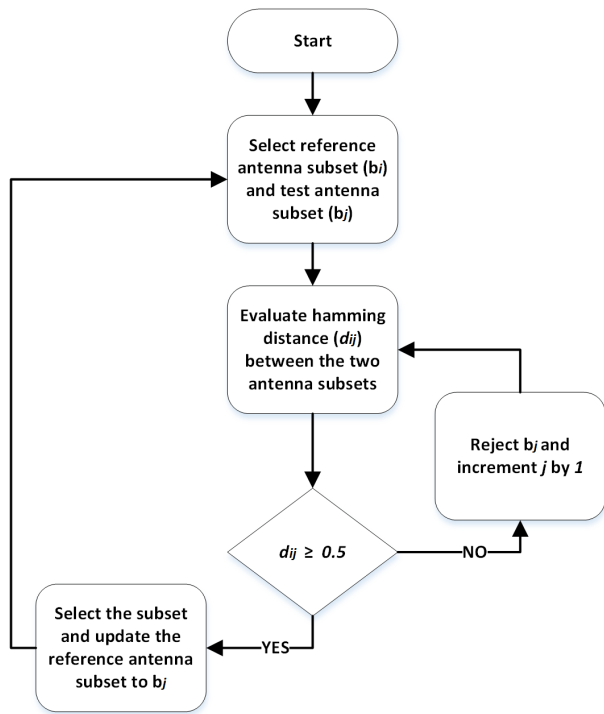 Start
Select reference
antenna subset (bi)
and test antenna
subset (bj)
Evaluate hamming
distance (dij)
between the two
antenna subsets
Reject bj and
increment j by 1
dij ≥ 0.5
NO
YES
Select the subset
and update the
reference antenna
subset to bj